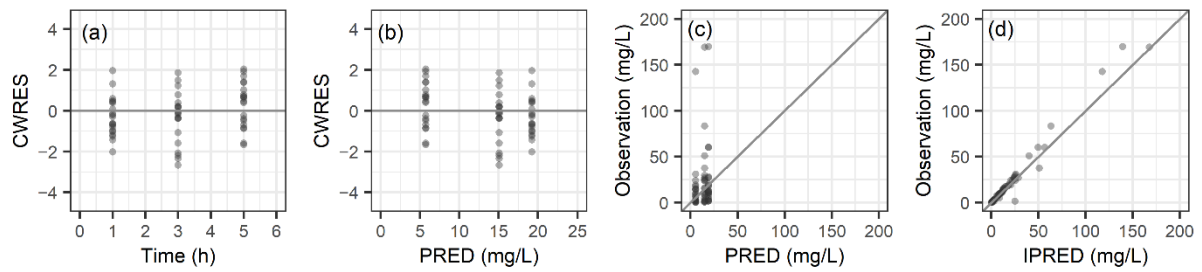 (a)
CWRES
4
2
0
−2
−4
0 1 2 3 4 5 6
Time (h)
(b)
CWRES
4
2
0
−2
−4
0 5 10 15 20 25
PRED (mg/L)
(c)
Observation (mg/L)
200
150
100
50
0
0 50 100 150 200
PRED (mg/L)
(d)
Observation (mg/L)
200
150
100
50
0
0 50 100 150 200
IPRED (mg/L)